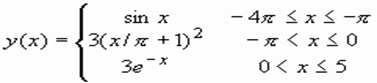 sin x   - 4π ≤ x ≤ -π
y(x) = { 3(x/π + 1)²   - π < x ≤ 0
3e⁻ˣ   0 < x ≤ 5